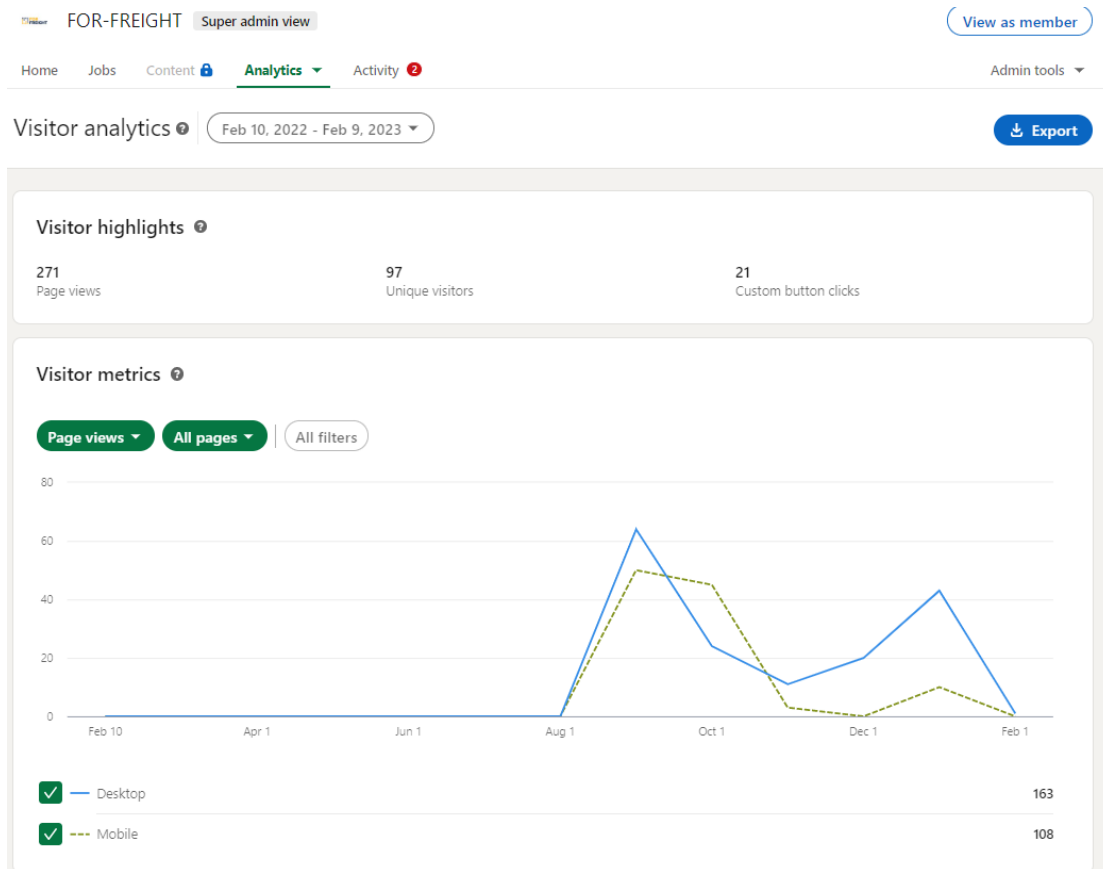 FOR-FREIGHT Super admin view View as member
Home Jobs Content Analytics Activity 2 Admin tools
Visitor analytics Feb 10, 2022 - Feb 9, 2023 Export
Visitor highlights
271 97 21
Page views Unique visitors Custom button clicks
Visitor metrics
Page views All pages All filters
80
60
40
20
0
Feb 10 Apr 1 Jun 1 Aug 1 Oct 1 Dec 1 Feb 1
Desktop 163
Mobile 108